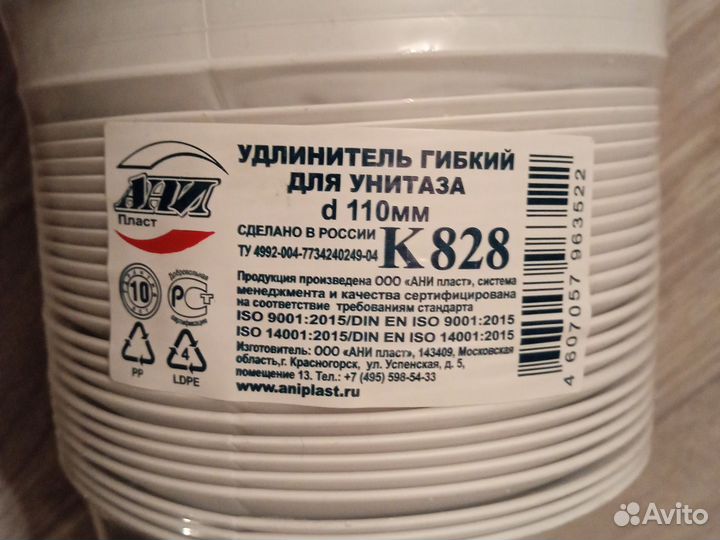 АНИ
Пласт
УДЛИНИТЕЛЬ ГИБКИЙ
ДЛЯ УНИТАЗА
d 110мм
СДЕЛАНО В РОССИИ
ТУ 4992-004-7734240249-04
К 828
10
Добровольная
РСт
сертификация
PP
4
LDPE
Продукция произведена ООО «АНИ пласт», система
менеджмента и качества сертифицирована
на соответствие требованиям стандарта
ISO 9001:2015/DIN EN ISO 9001:2015
ISO 14001:2015/DIN EN ISO 14001:2015
Изготовитель: ООО «АНИ пласт», 143409, Московская
область,г. Красногорск, ул. Успенская, д. 5,
помещение 13. Тел.: +7 (495) 598-54-33
www.aniplast.ru
4 607057 963522
Avito